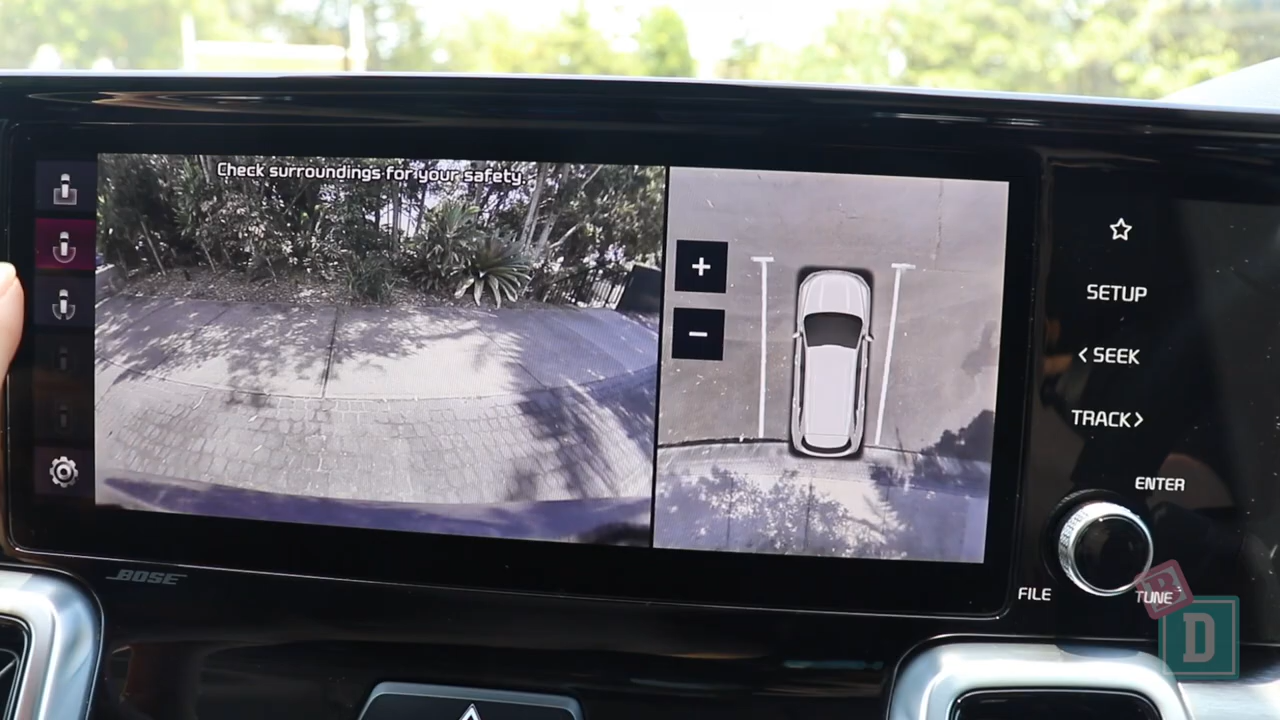 Check surroundings for your safety.
+
-
SETUP
< SEEK
TRACK >
ENTER
FILE
TUNE
BOSE
B
D